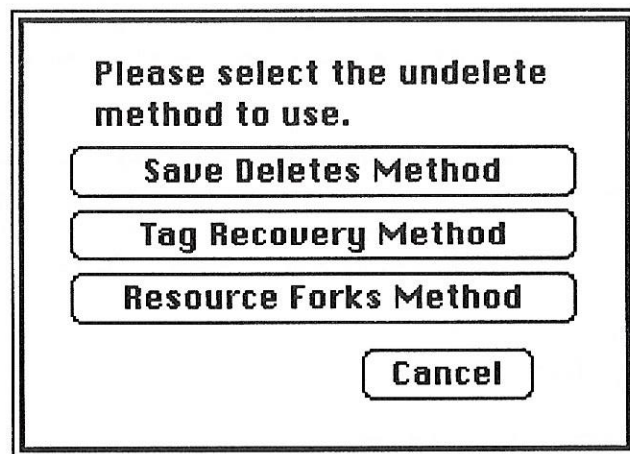 Please select the undelete
method to use.
Save Deletes Method
Tag Recovery Method
Resource Forks Method
Cancel